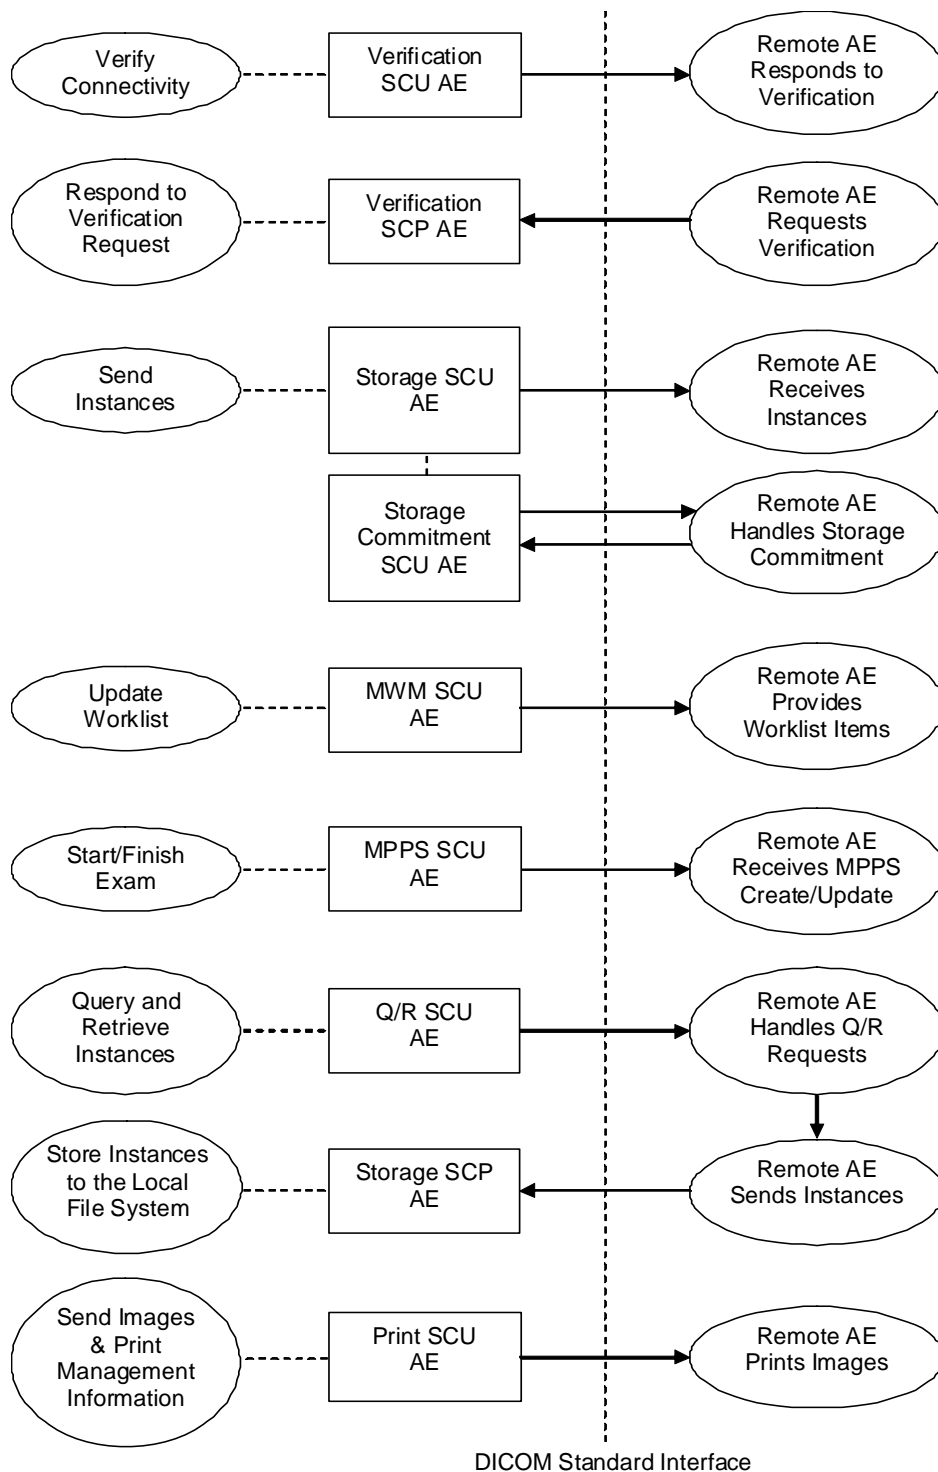 Verify
Connectivity
Verification
SCU AE
Remote AE
Responds to
Verification
Respond to
Verification
Request
Verification
SCP AE
Remote AE
Requests
Verification
Send
Instances
Storage SCU
AE
Remote AE
Receives
Instances
Storage
Commitment
SCU AE
Remote AE
Handles Storage
Commitment
Update
Worklist
MWM SCU
AE
Remote AE
Provides
Worklist Items
Start/Finish
Exam
MPPS SCU
AE
Remote AE
Receives MPPS
Create/Update
Query and
Retrieve
Instances
Q/R SCU
AE
Remote AE
Handles Q/R
Requests
Store Instances
to the Local
File System
Storage SCP
AE
Remote AE
Sends Instances
Send Images
& Print
Management
Information
Print SCU
AE
Remote AE
Prints Images
DICOM Standard Interface